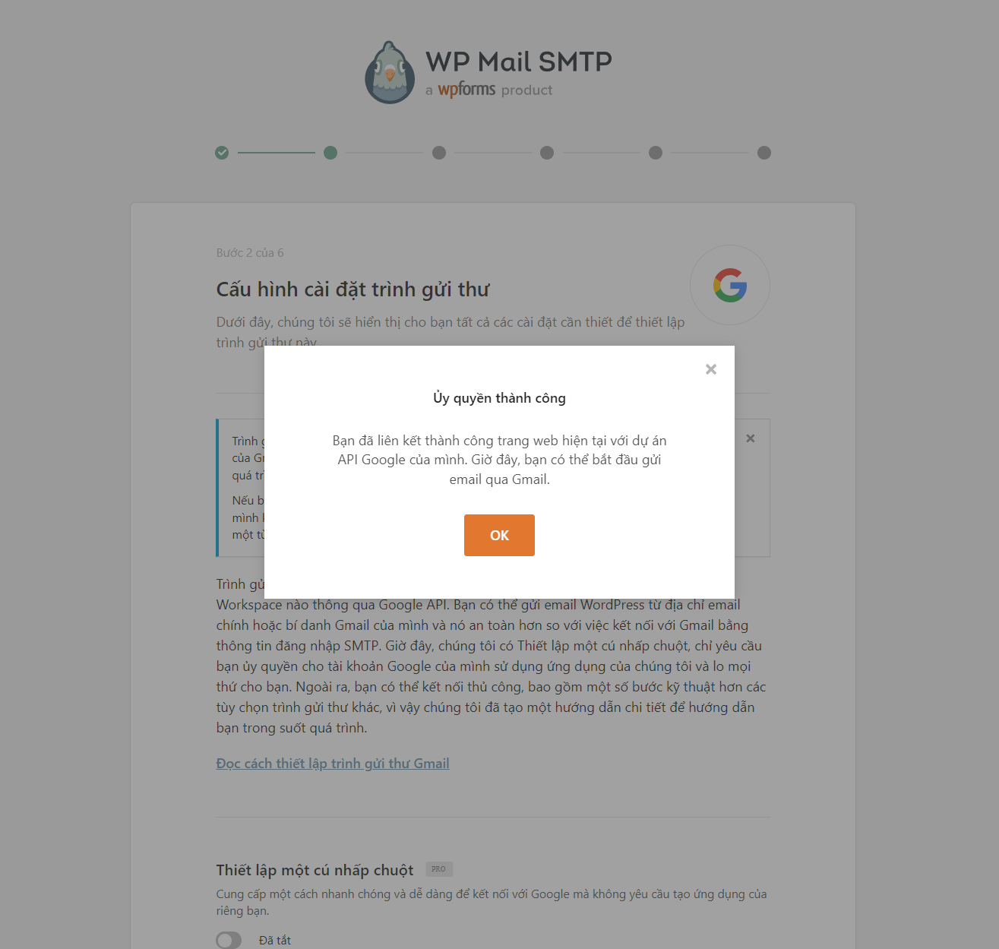 WP Mail SMTP
a wpforms product
Bước 2 của 6
Cấu hình cài đặt trình gửi thư
Dưới đây, chúng tôi sẽ hiển thị cho bạn tất cả các cài đặt cần thiết để thiết lập
trình gửi thư này.
Ủy quyền thành công
Bạn đã liên kết thành công trang web hiện tại với dự án
API Google của mình. Giờ đây, bạn có thể bắt đầu gửi
email qua Gmail.
OK
Trình
của
quá
Nếu
mình
một
Trình
Workspace nào thông qua Google API. Bạn có thể gửi email WordPress từ địa chỉ email
chính hoặc bí danh Gmail của mình và nó an toàn hơn so với việc kết nối với Gmail bằng
thông tin đăng nhập SMTP. Giờ đây, chúng tôi có Thiết lập một cú nhấp chuột, chỉ yêu cầu
bạn ủy quyền cho tài khoản Google của mình sử dụng ứng dụng của chúng tôi và lo mọi
thứ cho bạn. Ngoài ra, bạn có thể kết nối thủ công, bao gồm một số bước kỹ thuật hơn các
tùy chọn trình gửi thư khác, vì vậy chúng tôi đã tạo một hướng dẫn chi tiết để hướng dẫn
bạn trong suốt quá trình.
Đọc cách thiết lập trình gửi thư Gmail
Thiết lập một cú nhấp chuột PRO
Cung cấp một cách nhanh chóng và dễ dàng để kết nối với Google mà không yêu cầu tạo ứng dụng của
riêng bạn.
Đã tắt